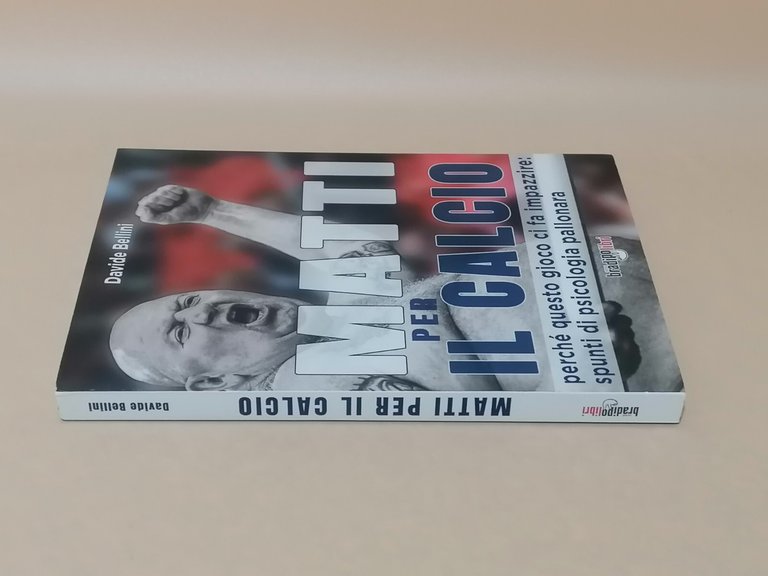 Davide Bellini
MATTI
PER
IL CALCIO
perché questo gioco ci fa impazzire:
spunti di psicologia pallonara
bradipolibri
Davide Bellini
MATTI PER IL CALCIO
bradipolibri